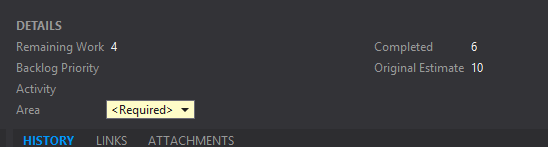 DETAILS
Remaining Work 4 Completed 6
Backlog Priority Original Estimate 10
Activity
Area <Required>
HISTORY LINKS ATTACHMENTS